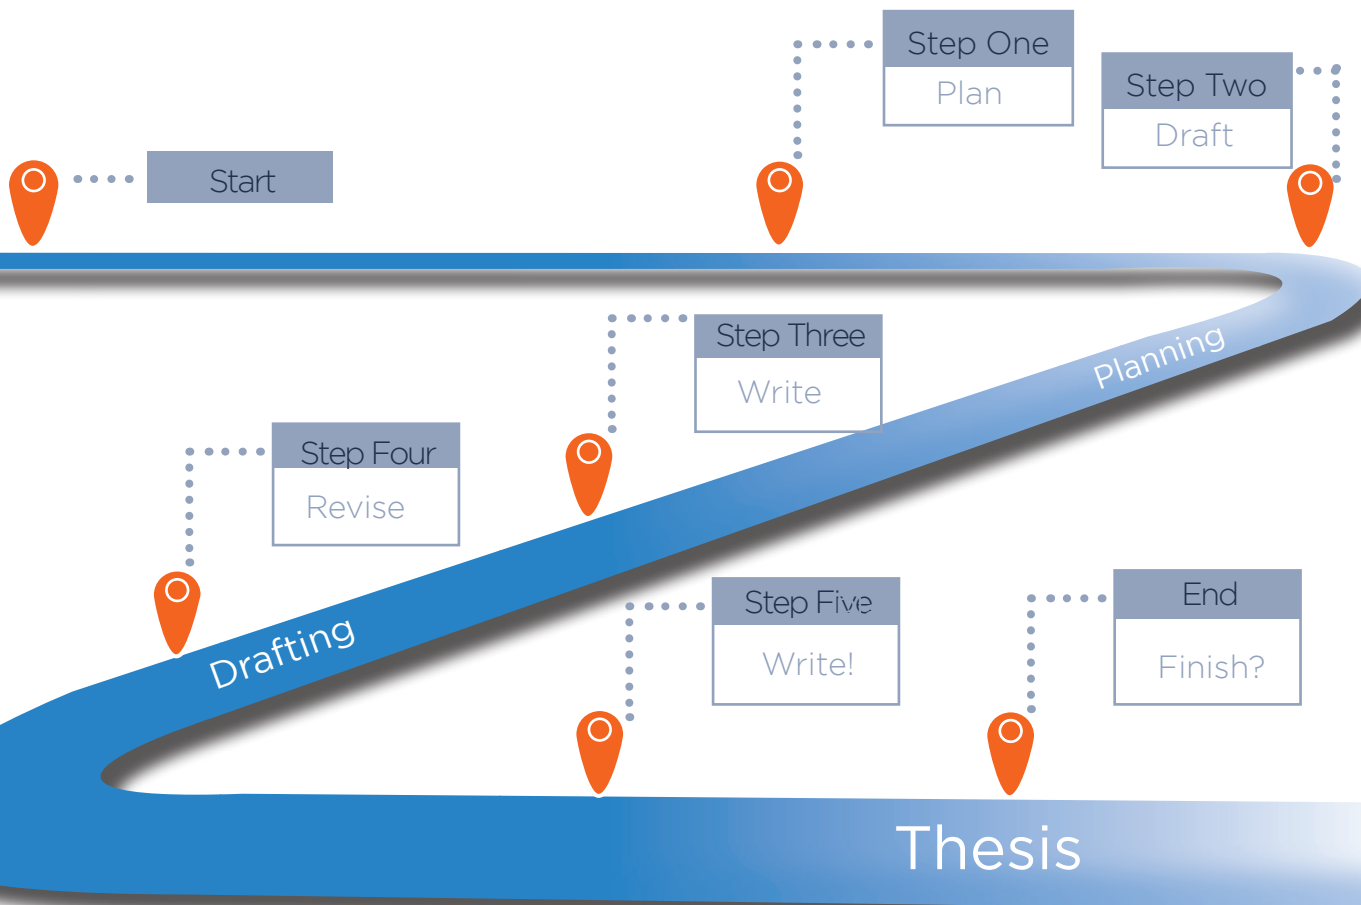 Start
Step One
Plan
Step Two
Draft
Planning
Step Three
Write
Step Four
Revise
Drafting
Step Five
Write!
End
Finish?
Thesis